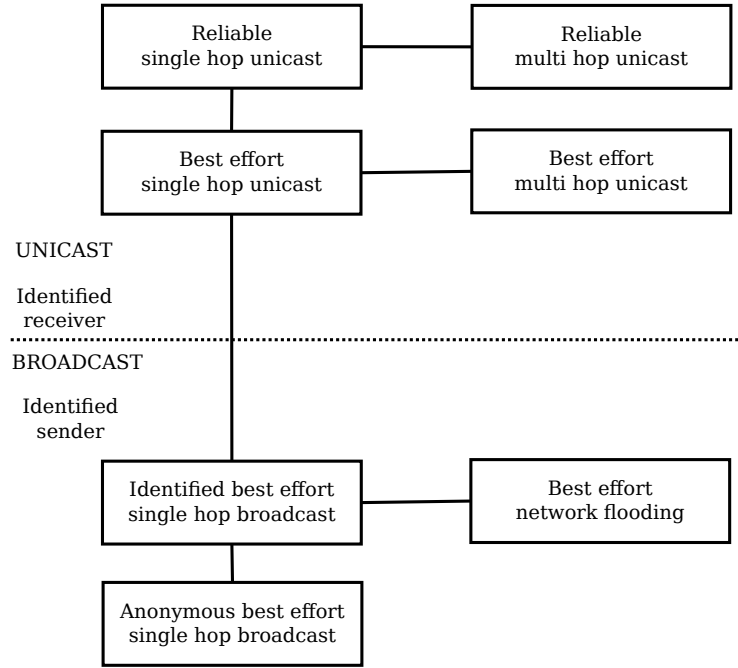 Reliable
single hop unicast
Reliable
multi hop unicast
Best effort
single hop unicast
Best effort
multi hop unicast
UNICAST
Identified
receiver
BROADCAST
Identified
sender
Identified best effort
single hop broadcast
Best effort
network flooding
Anonymous best effort
single hop broadcast